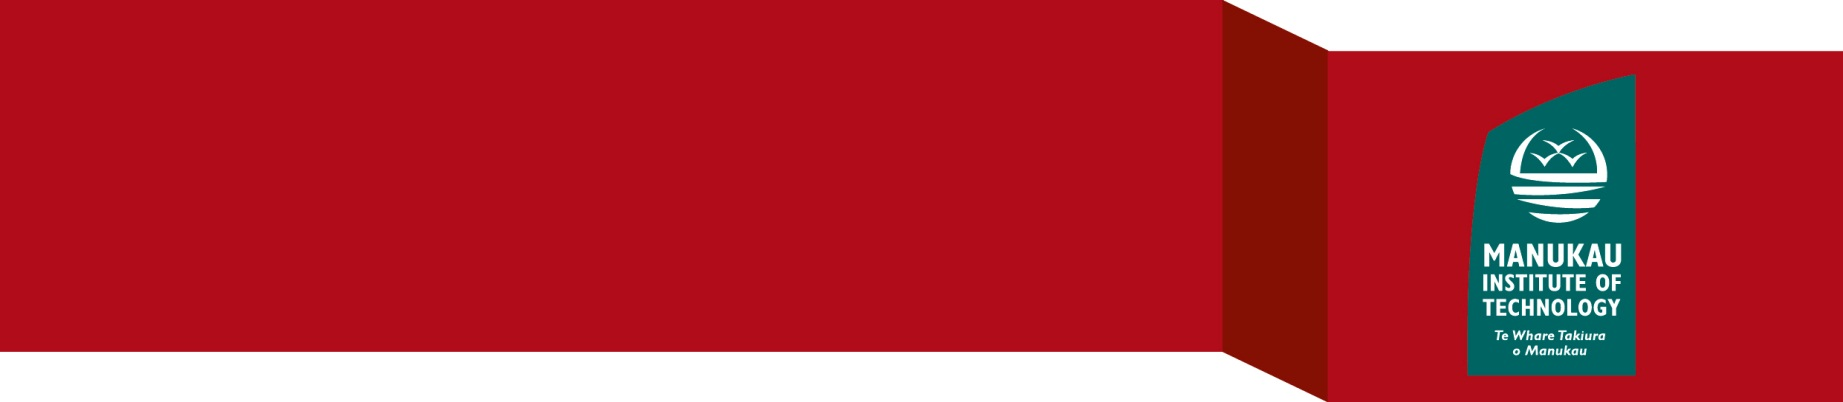 MANUKAU
INSTITUTE OF
TECHNOLOGY
Te Whare Takiura
o Manukau